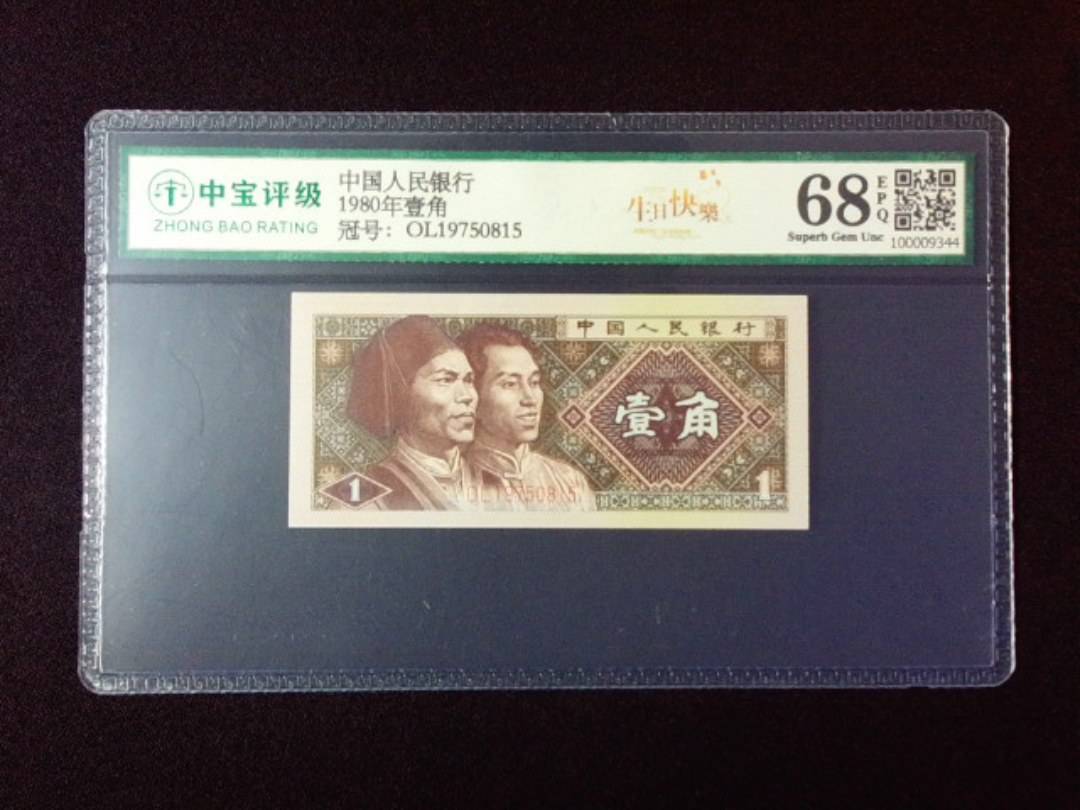 中宝评级
ZHONG BAO RATING
中国人民银行
1980年壹角
冠号：OL19750815
生日快樂
68
EPQ
Superb Gem Unc
100009344
中国人民银行
壹角
OL19750815
1
1